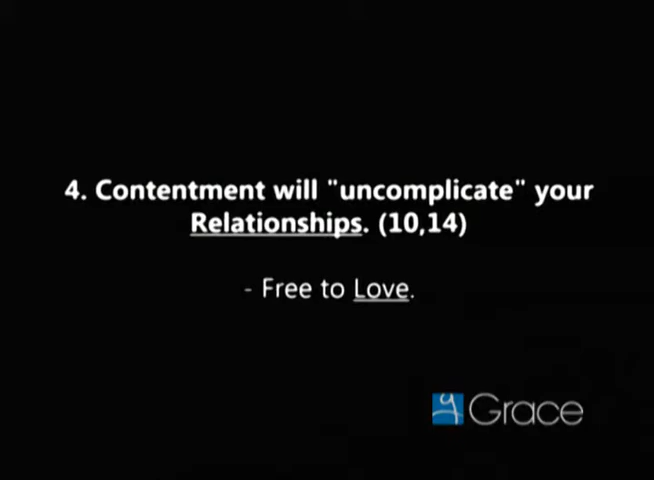 4. Contentment will "uncomplicate" your
Relationships. (10,14)
- Free to Love.
Grace